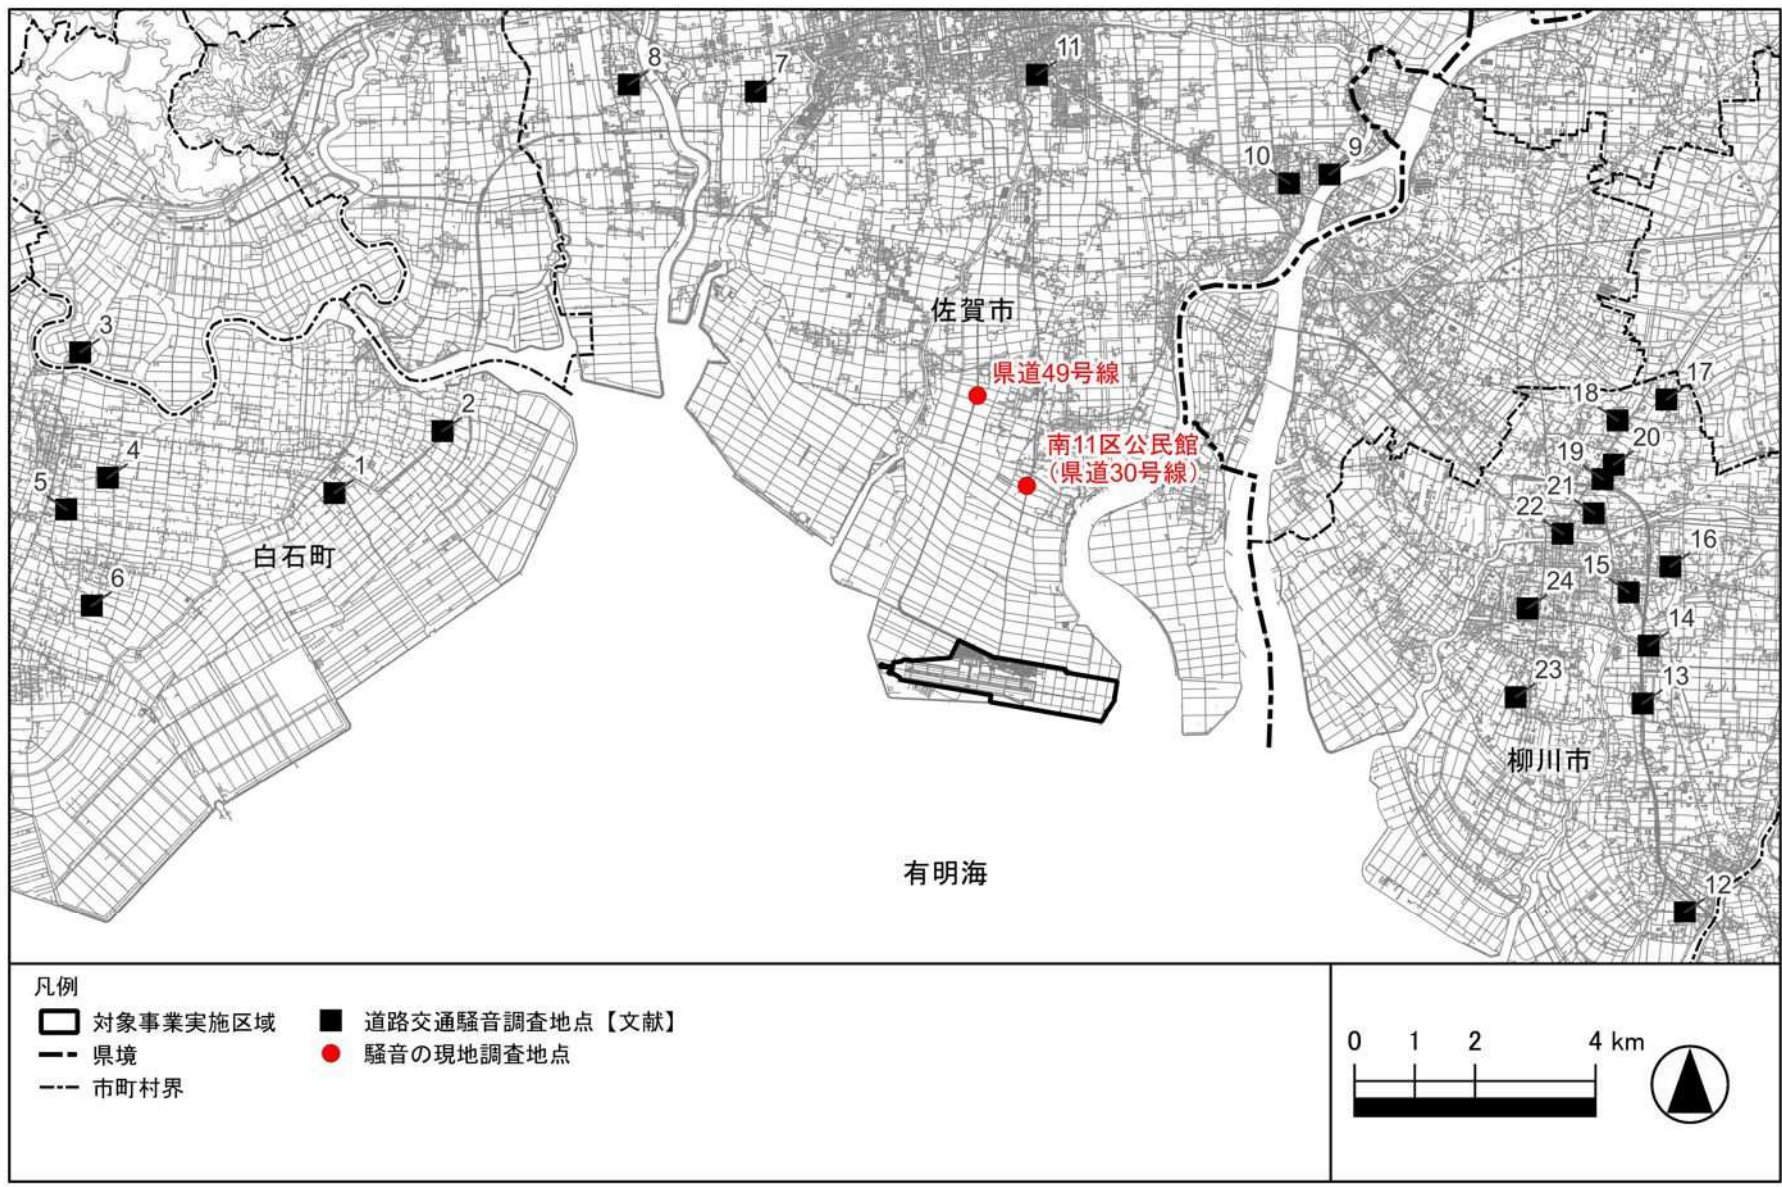 8
7
11
10
9
佐賀市
3
県道49号線
2
南11区公民館
(県道30号線)
4
5
1
白石町
6
17
18
20
19
21
22
16
15
24
14
23
13
柳川市
有明海
12
凡例
対象事業実施区域
県境
市町村界
道路交通騒音調査地点【文献】
騒音の現地調査地点
0 1 2 4 km